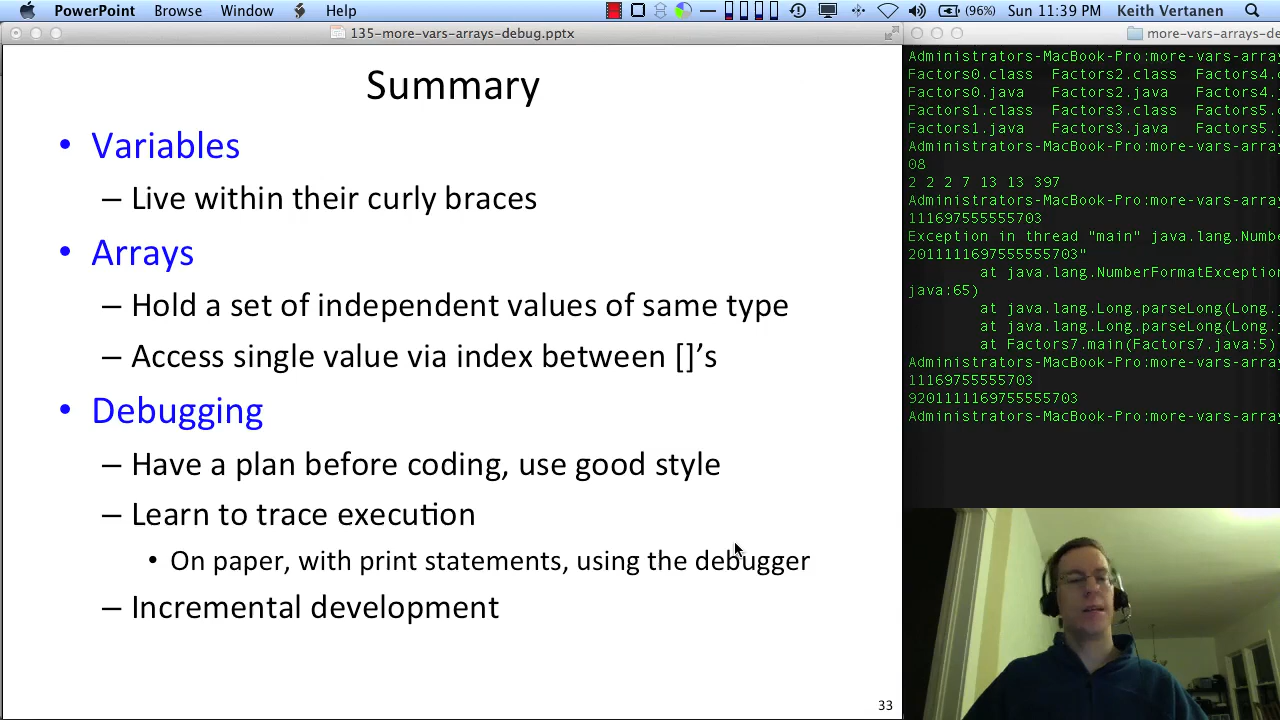 PowerPoint Browse Window Help (96%) Sun 11:39 PM Keith Vertanen
135-more-vars-arrays-debug.pptx
Summary
• Variables
– Live within their curly braces
• Arrays
– Hold a set of independent values of same type
– Access single value via index between []’s
• Debugging
– Have a plan before coding, use good style
– Learn to trace execution
• On paper, with print statements, using the debugger
– Incremental development
33
more-vars-arrays-de
Administrators-MacBook-Pro:more-vars-array
Factors0.class Factors2.class Factors4.c
Factors0.java Factors2.java Factors4.j
Factors1.class Factors3.class Factors5.c
Factors1.java Factors3.java Factors5.
Administrators-MacBook-Pro:more-vars-array
08
2 2 2 7 13 13 397
Administrators-MacBook-Pro:more-vars-array
111697555555703
Exception in thread "main" java.lang.Numbe
2011111697555555703"
at java.lang.NumberFormatException
java:65)
at java.lang.Long.parseLong(Long.j
at java.lang.Long.parseLong(Long.
at Factors7.main(Factors7.java:5)
Administrators-MacBook-Pro:more-vars-array
11169755555703
9201111169755555703
Administrators-MacBook-Pro:more-vars-array